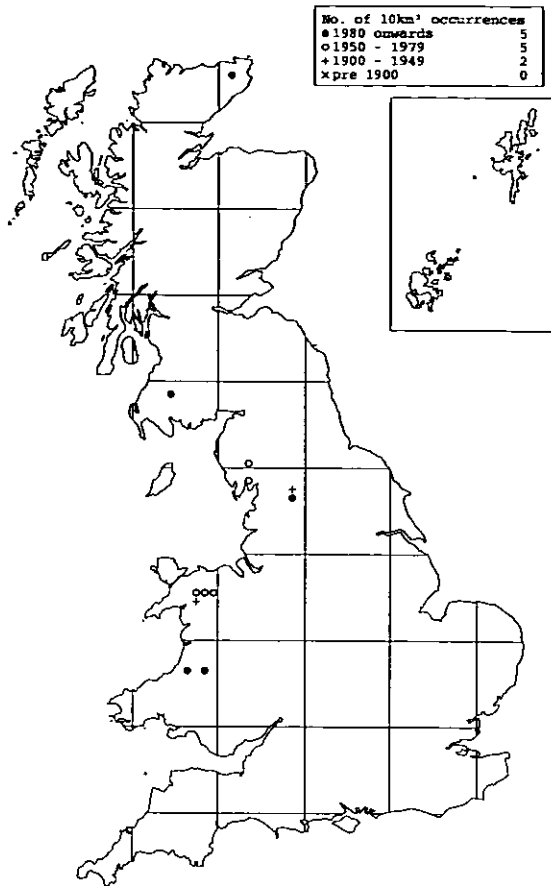 No. of 10km² occurrences
● 1980 onwards 5
○ 1950 - 1979 5
+ 1900 - 1949 2
× pre 1900 0